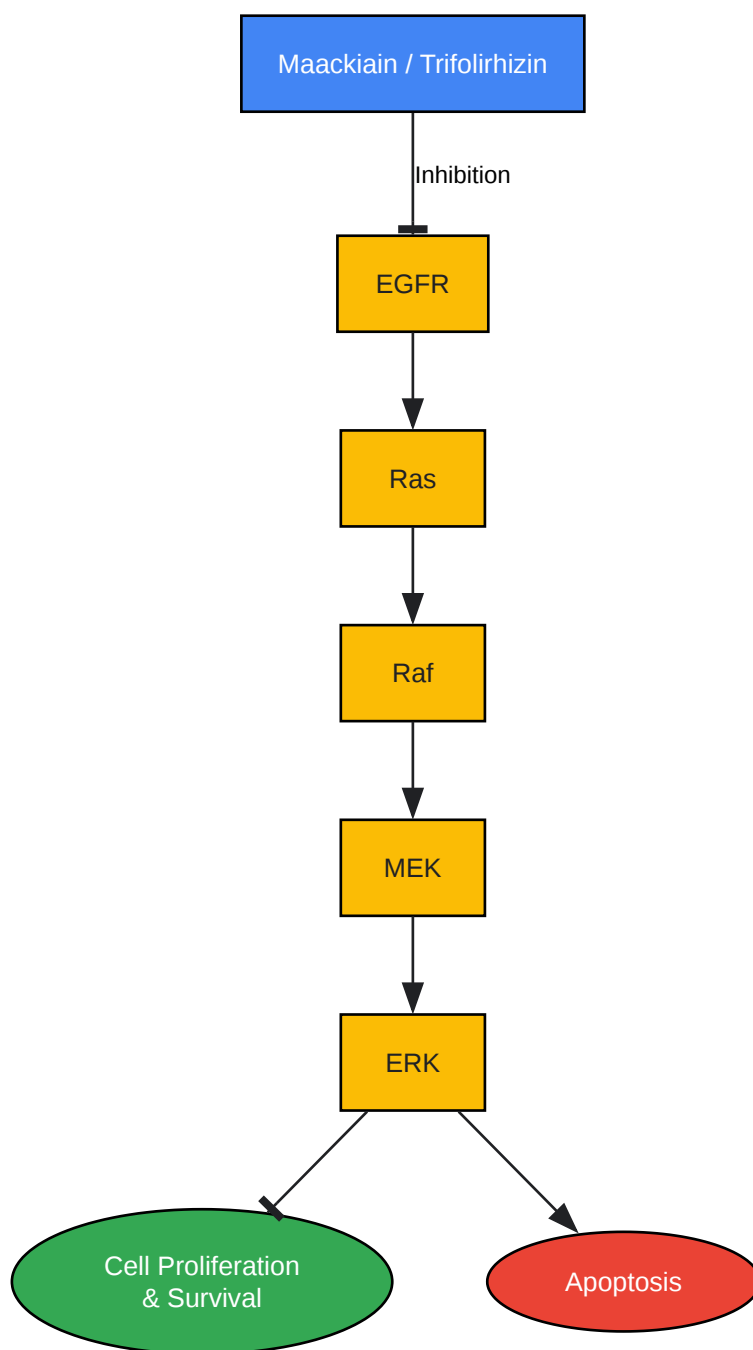 Maackiain / Trifolirhizin
Inhibition
EGFR
Ras
Raf
MEK
ERK
Cell Proliferation
& Survival
Apoptosis